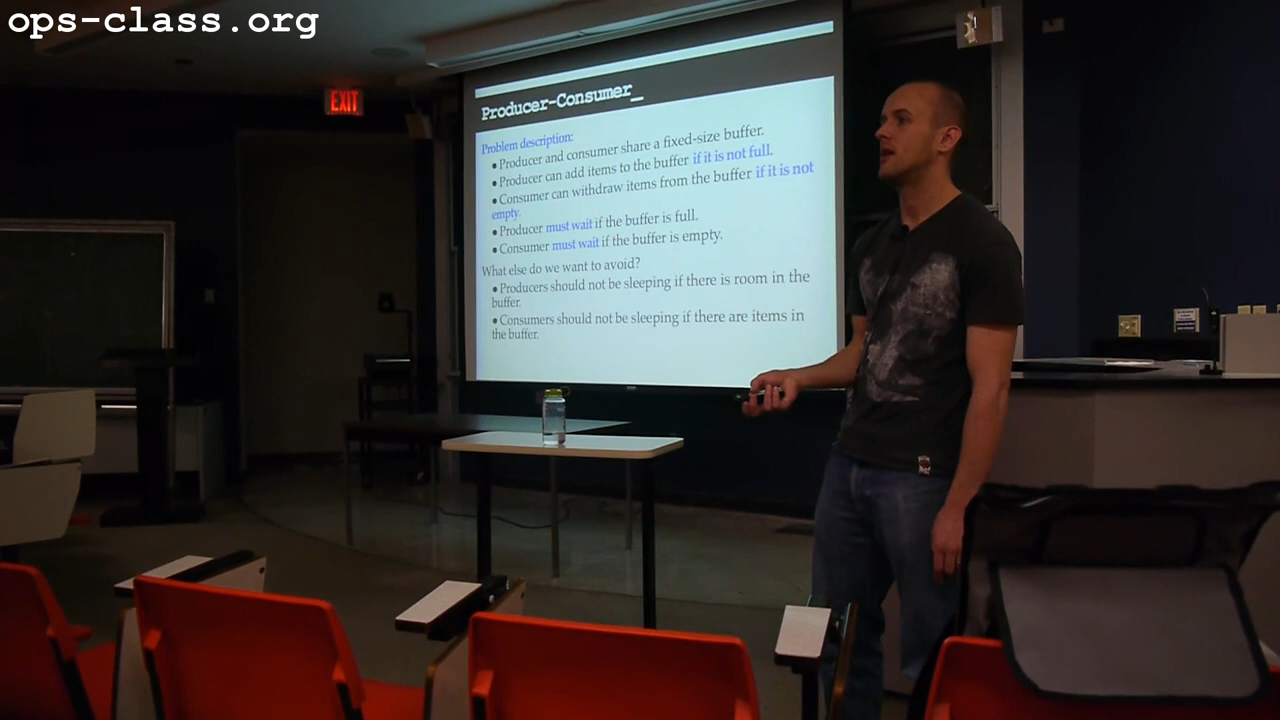 ops-class.org
EXIT
Producer-Consumer_
Problem description:
● Producer and consumer share a fixed-size buffer.
● Producer can add items to the buffer if it is not full.
● Consumer can withdraw items from the buffer if it is not
empty.
● Producer must wait if the buffer is full.
● Consumer must wait if the buffer is empty.
What else do we want to avoid?
● Producers should not be sleeping if there is room in the
buffer.
● Consumers should not be sleeping if there are items in
the buffer.